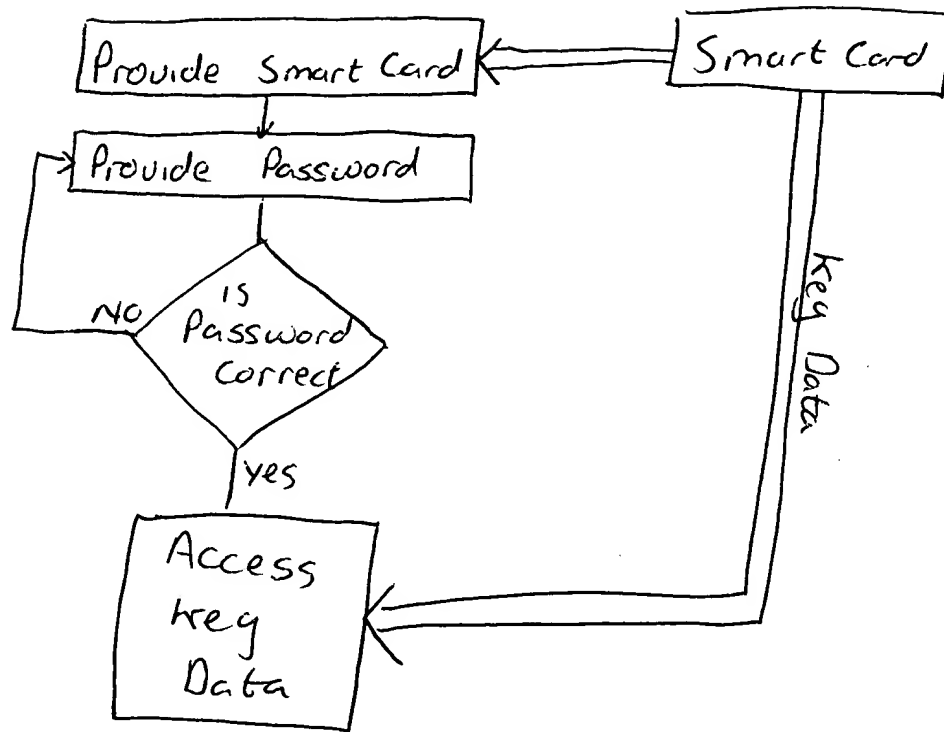 Provide Smart Card
Smart Card
Provide Password
NO
is
Password
Correct
yes
Key Data
Access
Key
Data